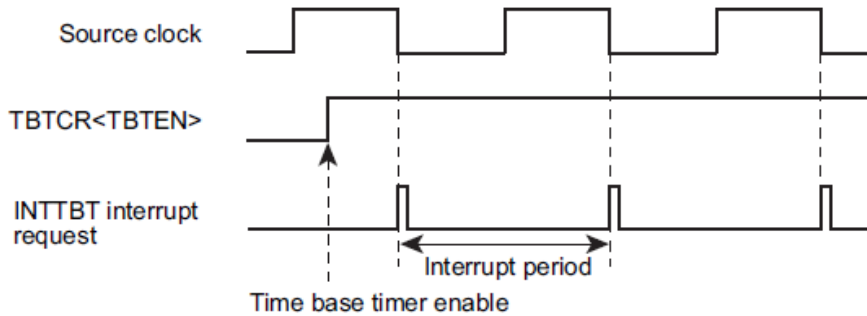 Source clock
TBTCR<TBTEN>
INTTBT interrupt
request
Interrupt period
Time base timer enable